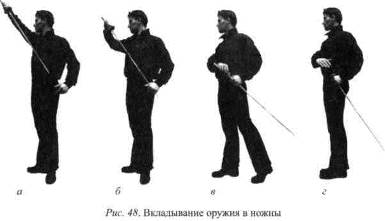 а б в г
Рис. 48. Вкладывание оружия в ножны